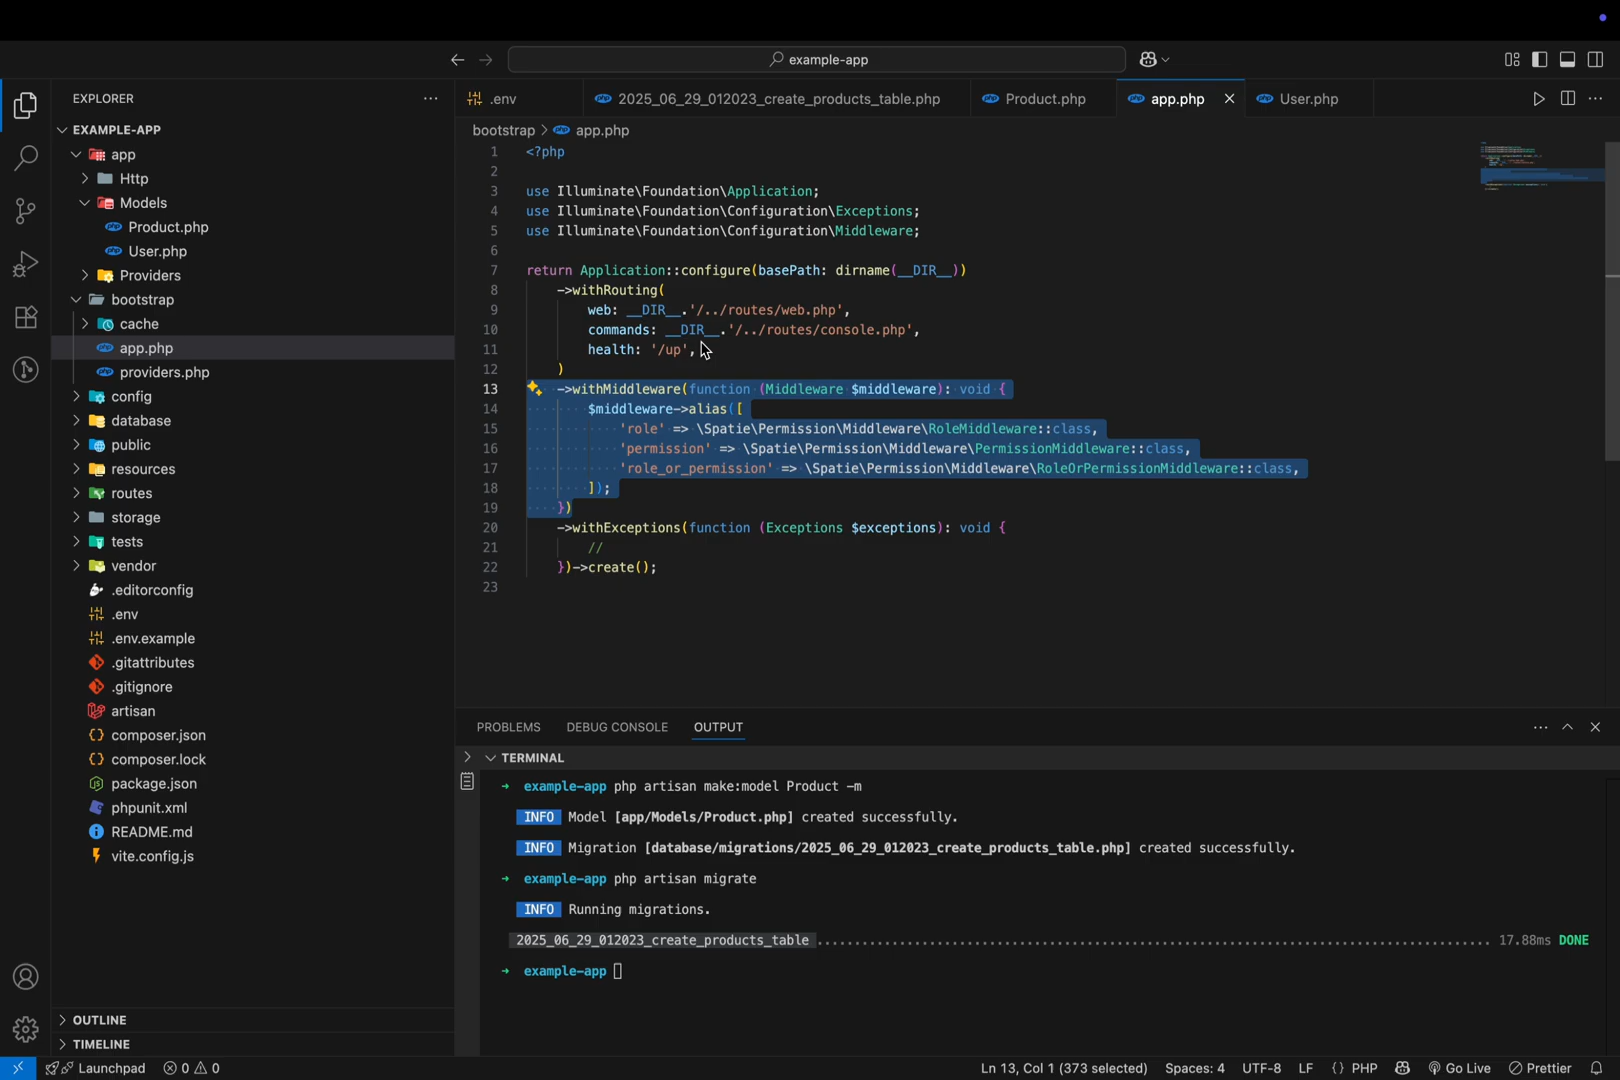 example-app
EXPLORER
EXAMPLE-APP
app
Http
Models
Product.php
User.php
Providers
bootstrap
cache
app.php
providers.php
config
database
public
resources
routes
storage
tests
vendor
.editorconfig
.env
.env.example
.gitattributes
.gitignore
artisan
composer.json
composer.lock
package.json
phpunit.xml
README.md
vite.config.js
OUTLINE
TIMELINE
.env
2025_06_29_012023_create_products_table.php
Product.php
app.php
User.php
bootstrap > app.php
1 <?php
2
3 use Illuminate\Foundation\Application;
4 use Illuminate\Foundation\Configuration\Exceptions;
5 use Illuminate\Foundation\Configuration\Middleware;
6
7 return Application::configure(basePath: dirname(__DIR__))
8 ->withRouting(
9 web: __DIR__.'/../routes/web.php',
10 commands: __DIR__.'/../routes/console.php',
11 health: '/up',
12 )
13 ->withMiddleware(function (Middleware $middleware): void {
14 $middleware->alias([
15 'role' => \Spatie\Permission\Middleware\RoleMiddleware::class,
16 'permission' => \Spatie\Permission\Middleware\PermissionMiddleware::class,
17 'role_or_permission' => \Spatie\Permission\Middleware\RoleOrPermissionMiddleware::class,
18 ]);
19 })
20 ->withExceptions(function (Exceptions $exceptions): void {
21 //
22 })->create();
23
PROBLEMS DEBUG CONSOLE OUTPUT
TERMINAL
→ example-app php artisan make:model Product -m
INFO Model [app/Models/Product.php] created successfully.
INFO Migration [database/migrations/2025_06_29_012023_create_products_table.php] created successfully.
→ example-app php artisan migrate
INFO Running migrations.
2025_06_29_012023_create_products_table ........ 17.88ms DONE
→ example-app
Launchpad 0 0 Ln 13, Col 1 (373 selected) Spaces: 4 UTF-8 LF {} PHP Go Live Prettier